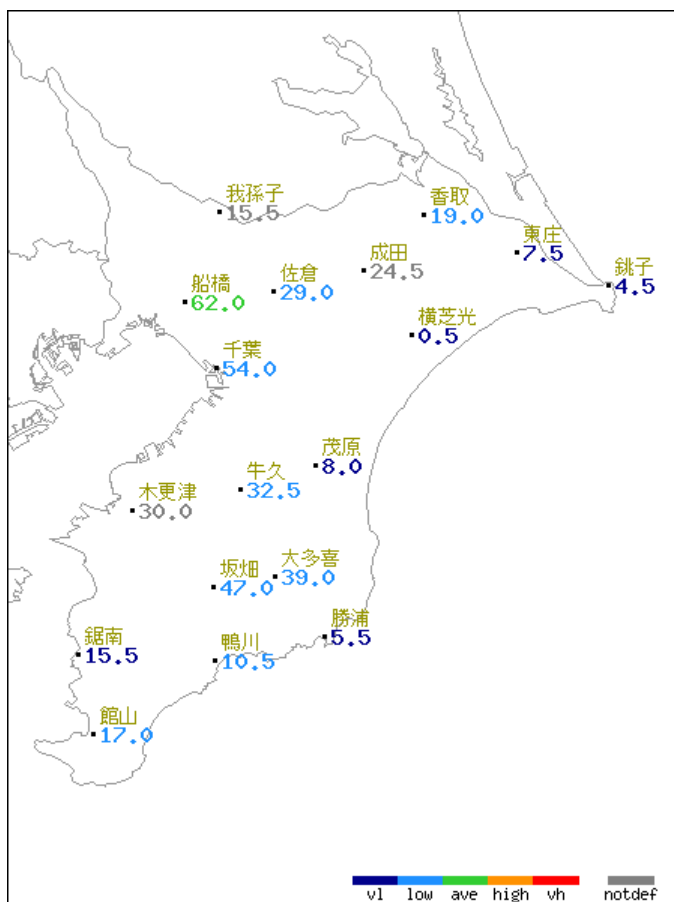 我孫子
15.5
香取
19.0
東庄
7.5
成田
24.5
銚子
4.5
船橋
62.0
佐倉
29.0
横芝光
0.5
千葉
54.0
茂原
8.0
牛久
32.5
木更津
30.0
大多喜
39.0
坂畑
47.0
勝浦
5.5
鋸南
15.5
鴨川
10.5
館山
17.0
vl low ave high vh notdef